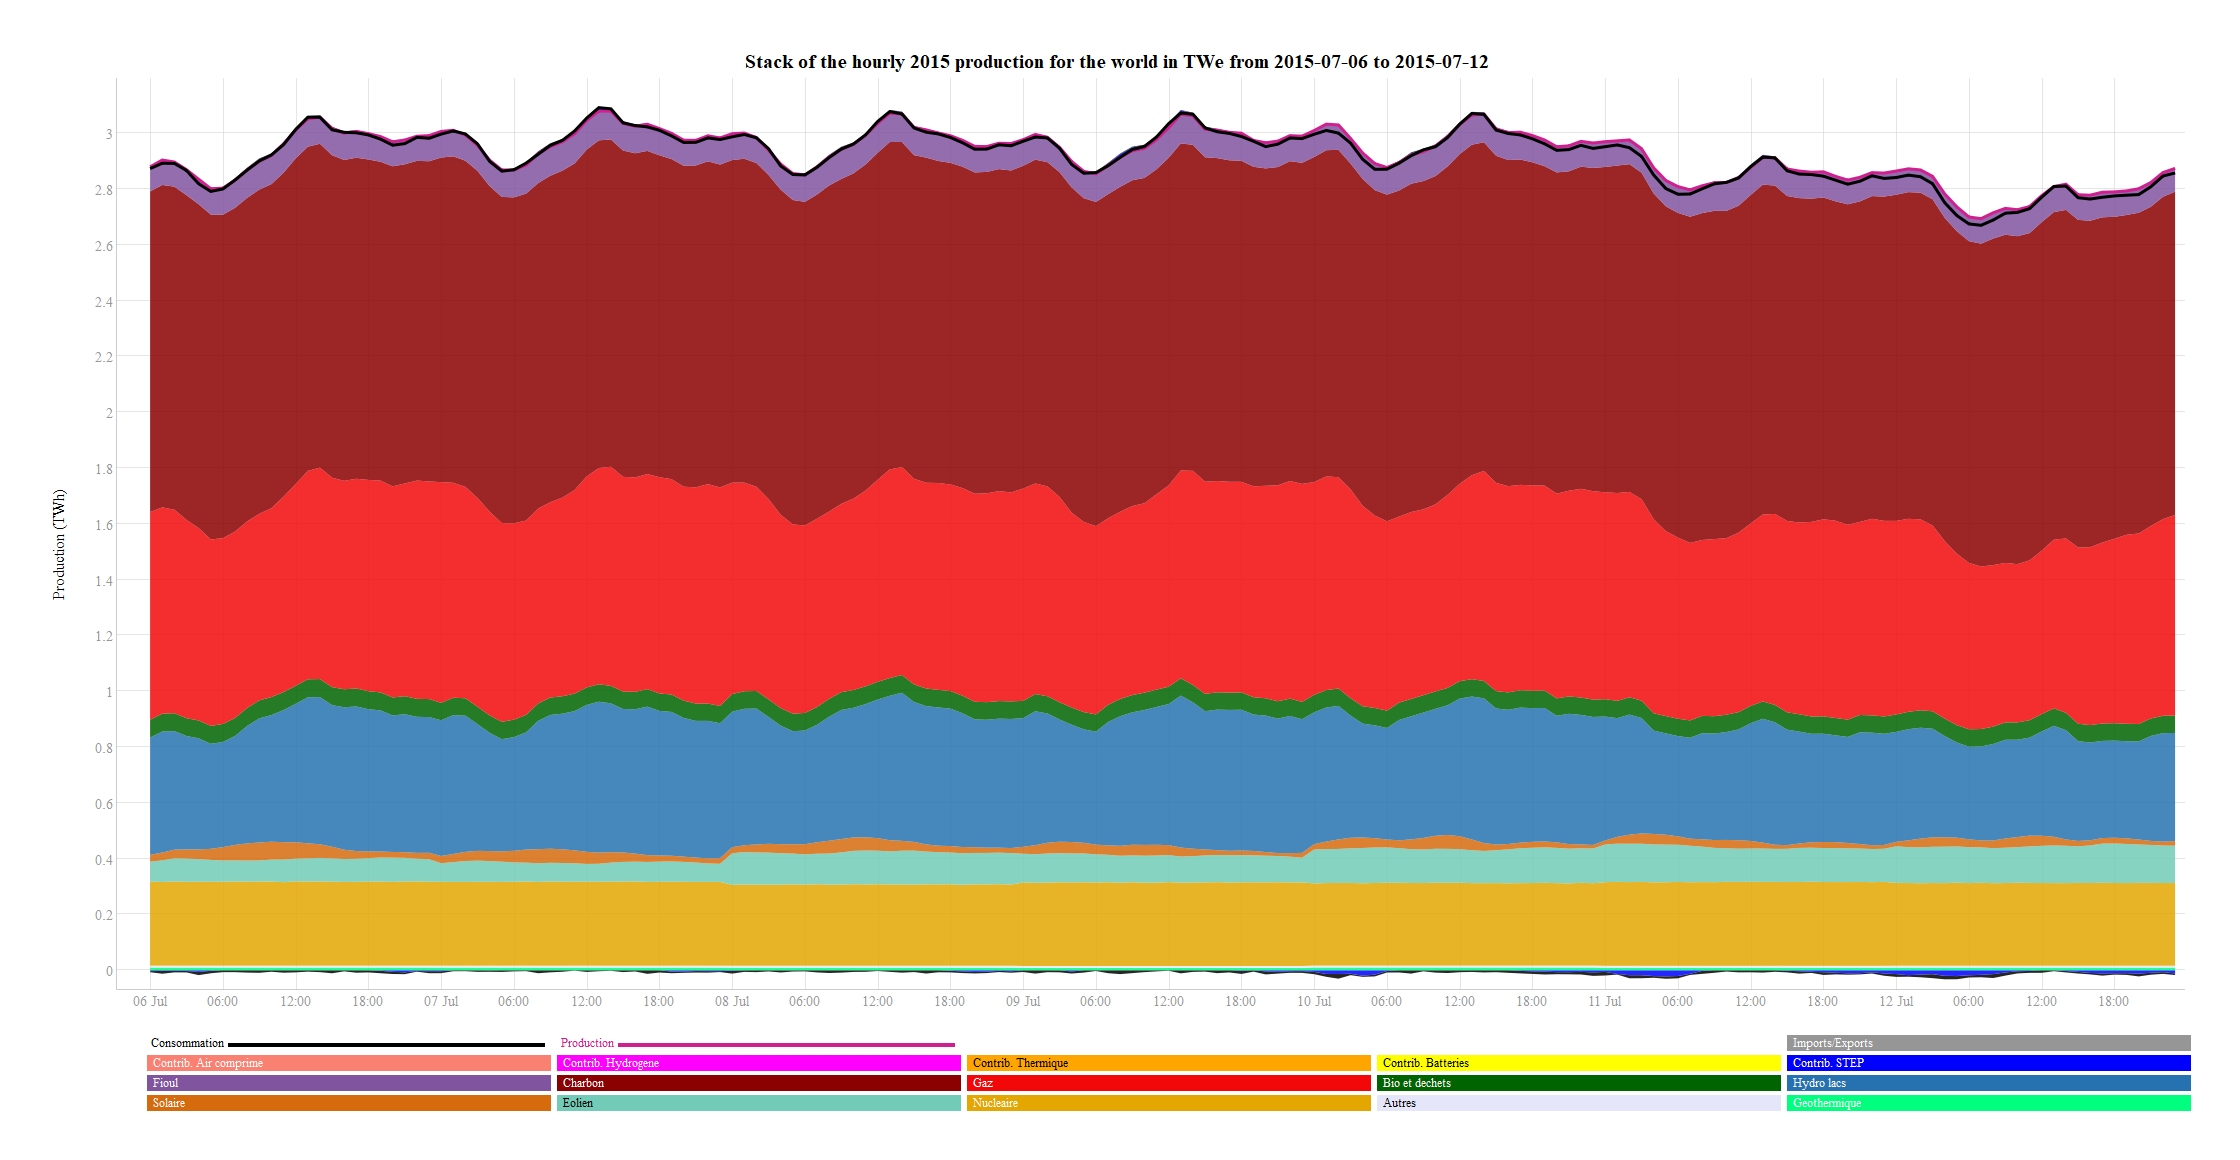 Stack of the hourly 2015 production for the world in TWe from 2015-07-06 to 2015-07-12
Production (TWh)
3
2.8
2.6
2.4
2.2
2
1.8
1.6
1.4
1.2
1
0.8
0.6
0.4
0.2
0
06 Jul 06:00 12:00 18:00 07 Jul 06:00 12:00 18:00 08 Jul 06:00 12:00 18:00 09 Jul 06:00 12:00 18:00 10 Jul 06:00 12:00 18:00 11 Jul 06:00 12:00 18:00 12 Jul 06:00 12:00 18:00
Consommation Production Imports/Exports
Contrib. Air comprime Contrib. Hydrogene Contrib. Thermique Contrib. Batteries Contrib. STEP
Fioul Charbon Gaz Bio et dechets Hydro lacs
Solaire Eolien Nucleaire Autres Geothermique